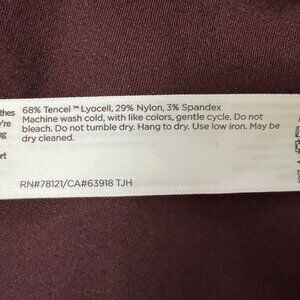 68% Tencel™ Lyocell, 29% Nylon, 3% Spandex
Machine wash cold, with like colors, gentle cycle. Do not
bleach. Do not tumble dry. Hang to dry. Use low iron. May be
dry cleaned.
RN#78121/CA#63918 TJH